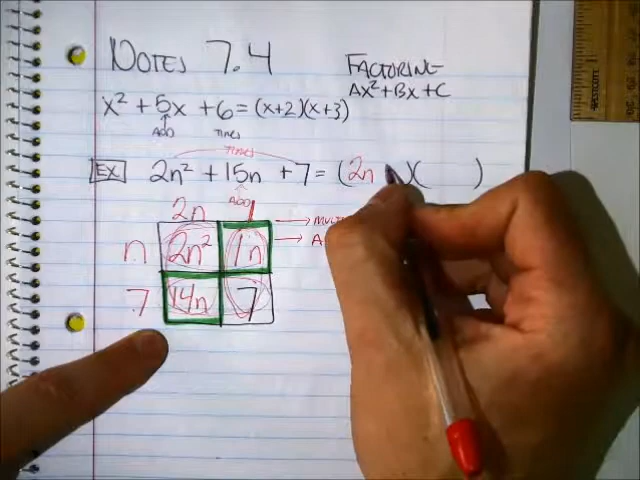 NOTES 7.4
FACTORING
AX² + BX + C
x² + 5x + 6 = (x+2)(x+3)
ADD TIMES
TIMES
EX 2n² + 15n + 7 = (2n )( )
ADD
2n 1
n 2n² 1n
7 14n 7
WESTCOTT